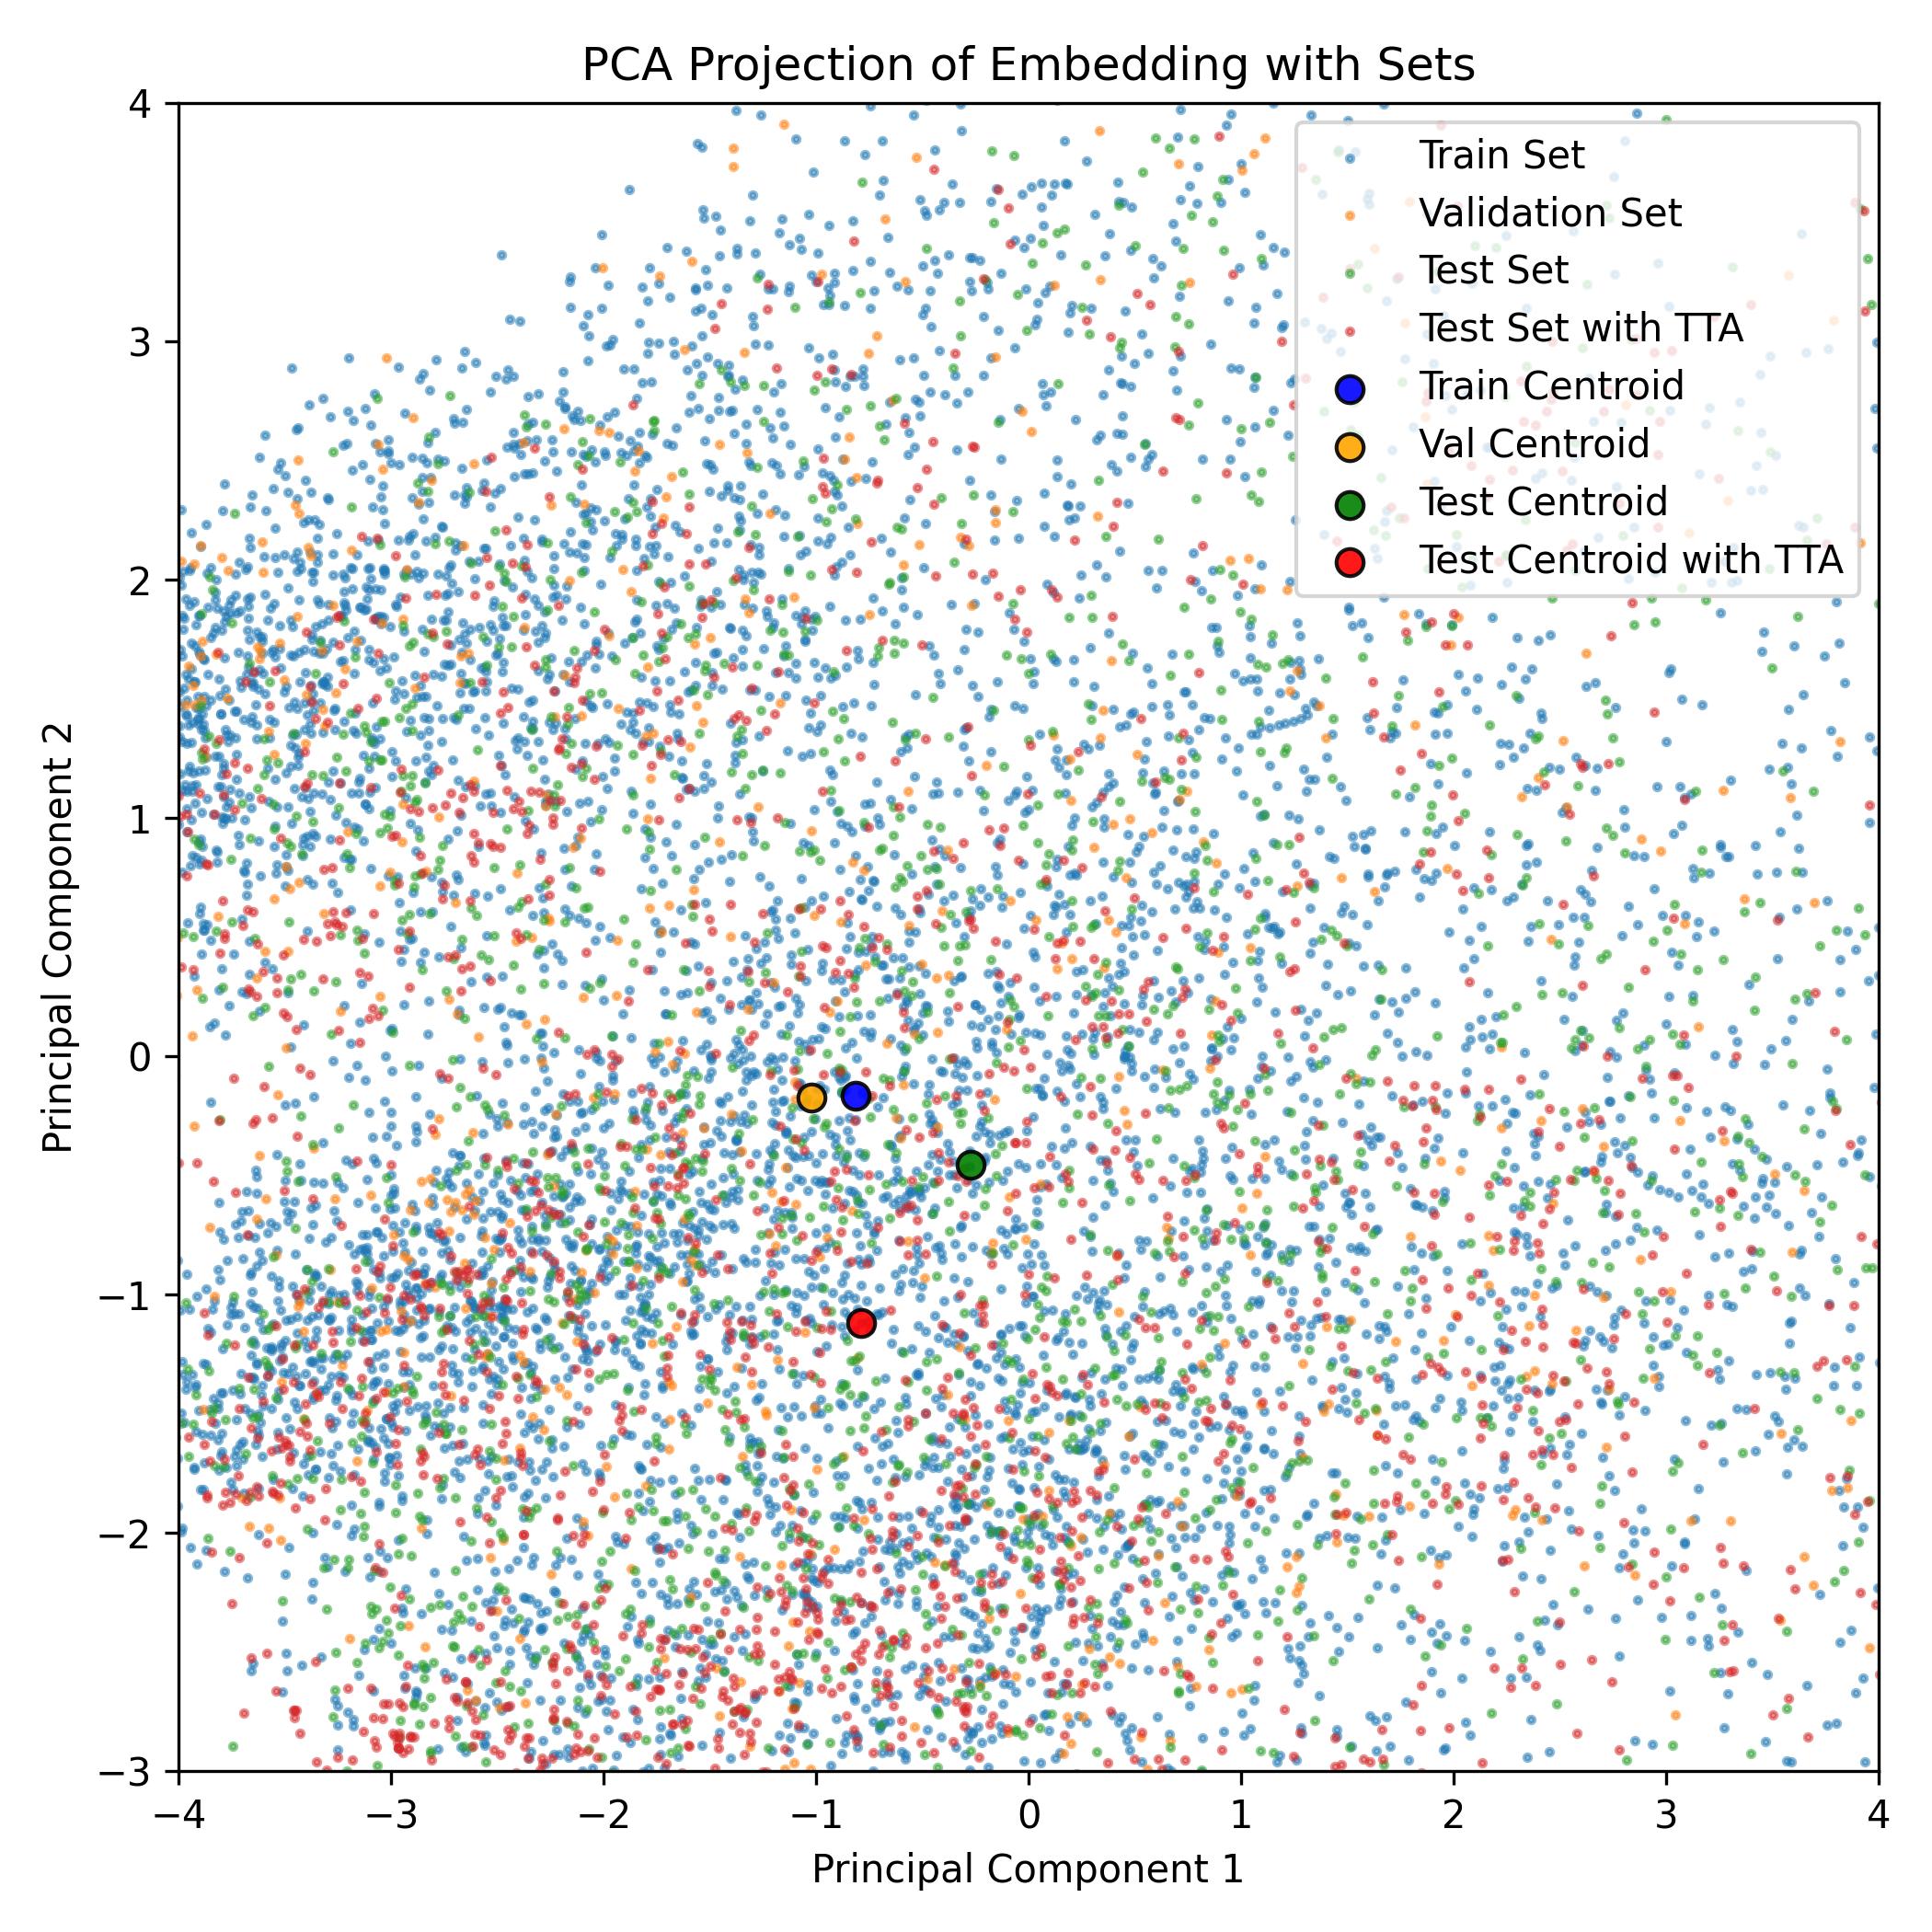 PCA Projection of Embedding with Sets
Train Set
Validation Set
Test Set
Test Set with TTA
Train Centroid
Val Centroid
Test Centroid
Test Centroid with TTA
4
3
2
1
0
−1
−2
−3
Principal Component 2
−4 −3 −2 −1 0 1 2 3 4
Principal Component 1